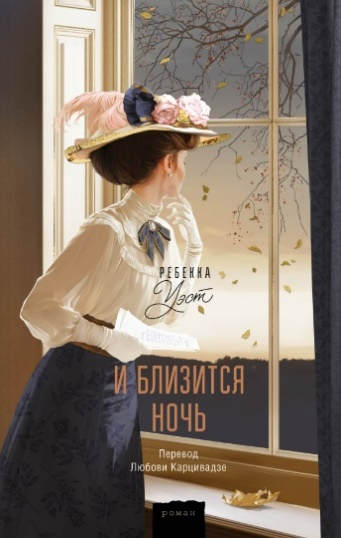 РЕБЕККА
Уэст
И БЛИЗИТСЯ
НОЧЬ
Перевод
Любови Карцивадзе
роман